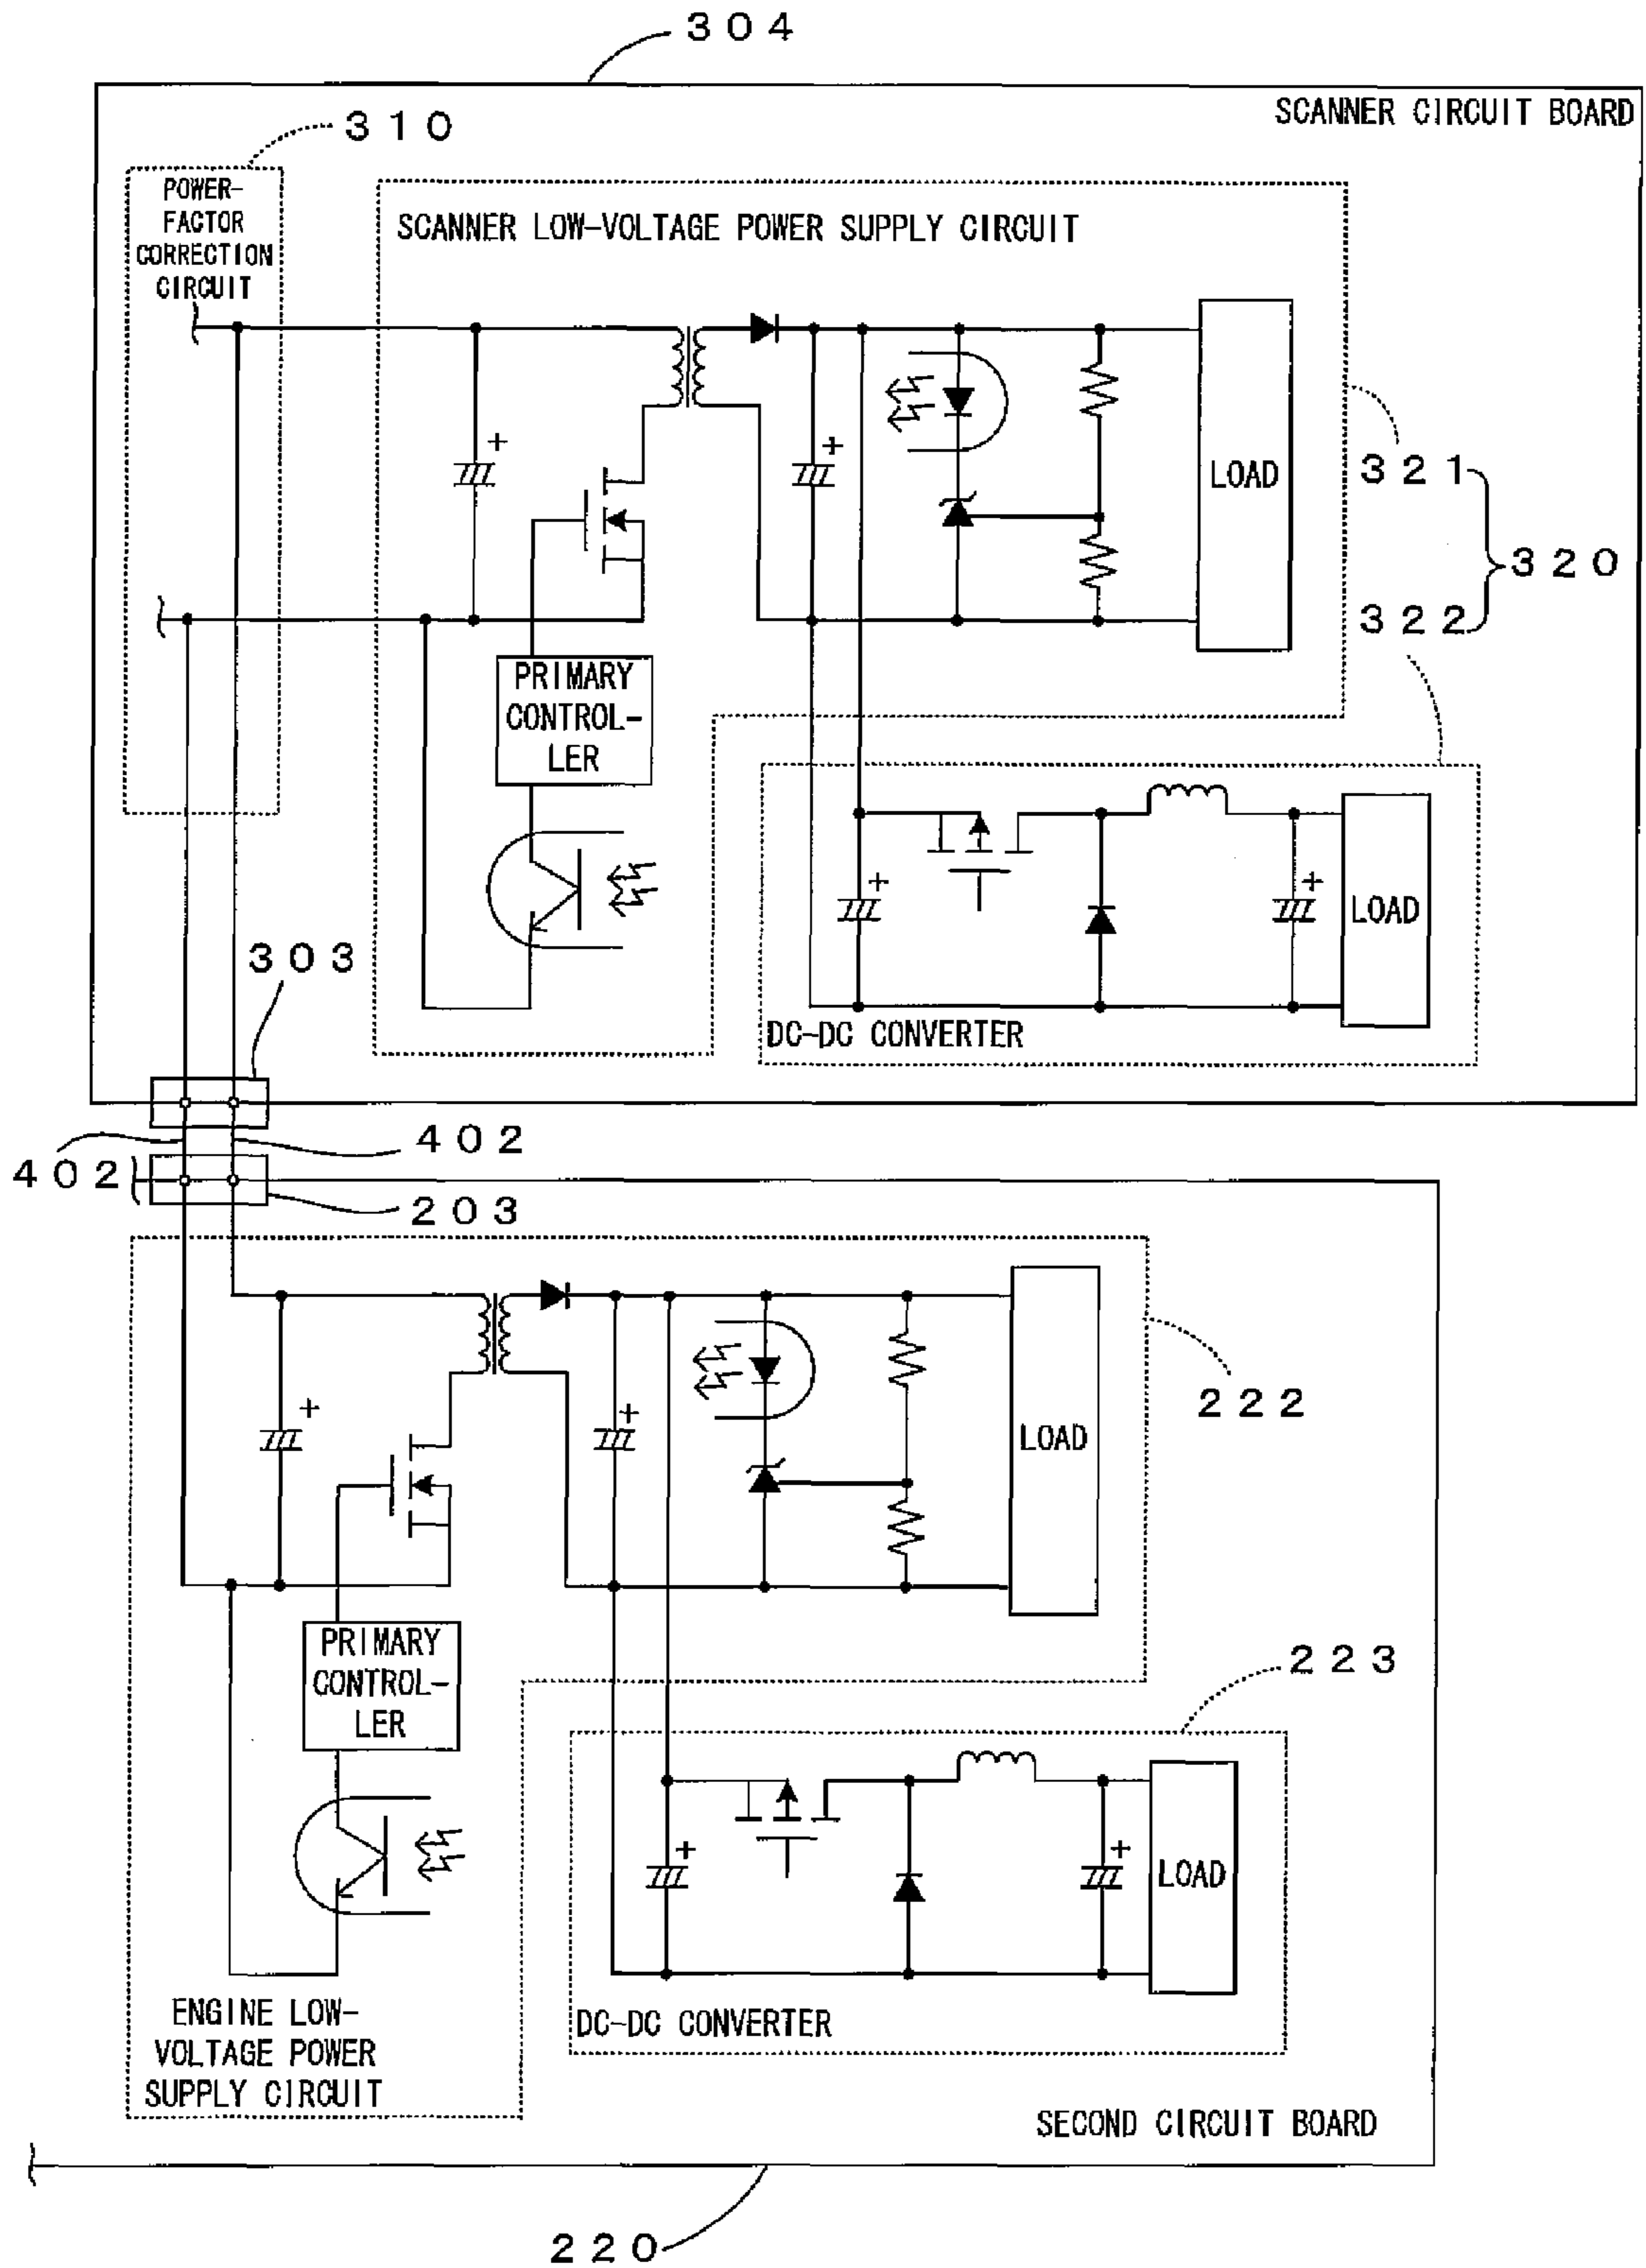 304
SCANNER CIRCUIT BOARD
310
POWER-
FACTOR
CORRECTION
CIRCUIT
SCANNER LOW-VOLTAGE POWER SUPPLY CIRCUIT
+
+
LOAD
321
320
322
PRIMARY
CONTROL-
LER
+
+
LOAD
303
DC-DC CONVERTER
402
402
203
+
+
LOAD
222
PRIMARY
CONTROL-
LER
223
+
+
LOAD
ENGINE LOW-
VOLTAGE POWER
SUPPLY CIRCUIT
DC-DC CONVERTER
SECOND CIRCUIT BOARD
220